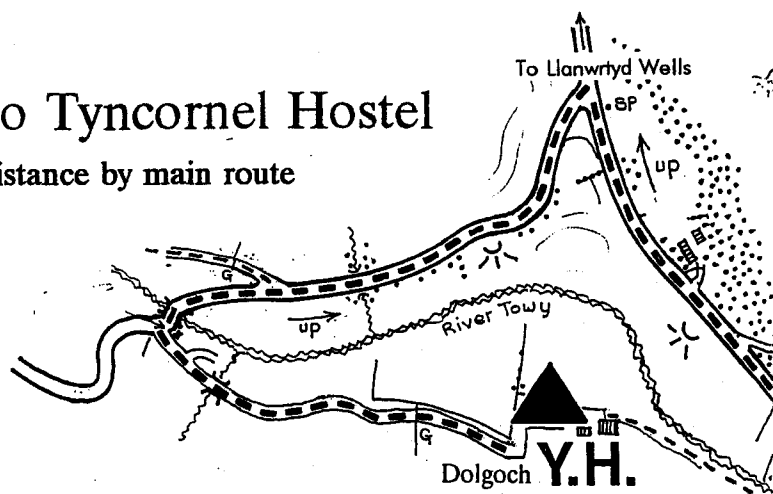 To Llanwrtyd Wells
o Tyncornel Hostel
istance by main route
SP
up
G
up
River Towy
G
Dolgoch Y.H.